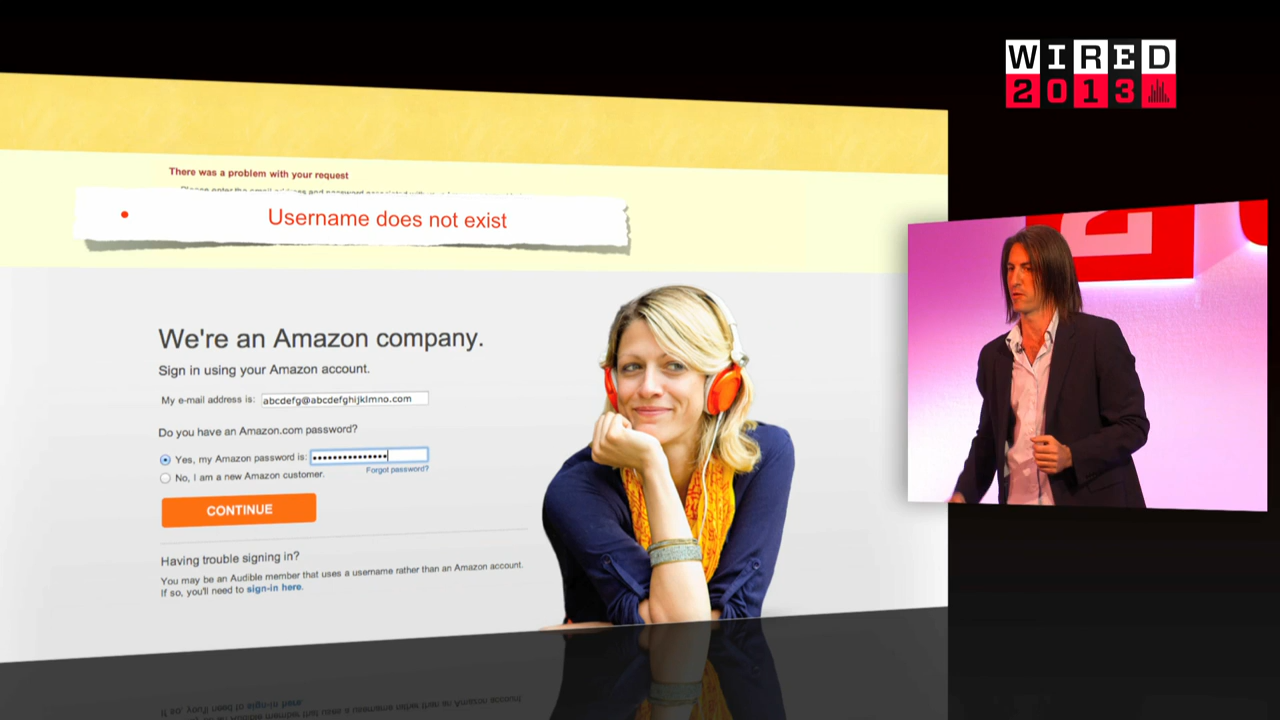 WIRED
2013
There was a problem with your request
Username does not exist
We're an Amazon company.
Sign in using your Amazon account.
My e-mail address is: abcdefg@abcdefghijklmno.com
Do you have an Amazon.com password?
Yes, my Amazon password is:
Forgot password?
No, I am a new Amazon customer.
CONTINUE
Having trouble signing in?
You may be an Audible member that uses a username rather than an Amazon account.
If so, you'll need to sign-in here.